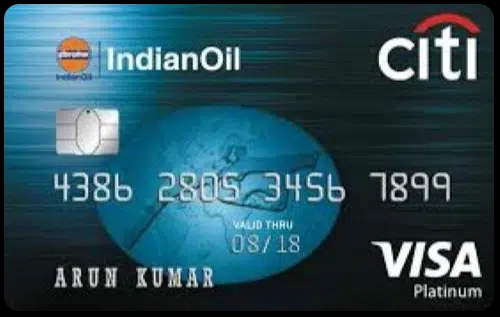 IndianOil
IndianOil
citi
4386 2805 3456 7899
VALID THRU
08/18
ARUN KUMAR
VISA
Platinum